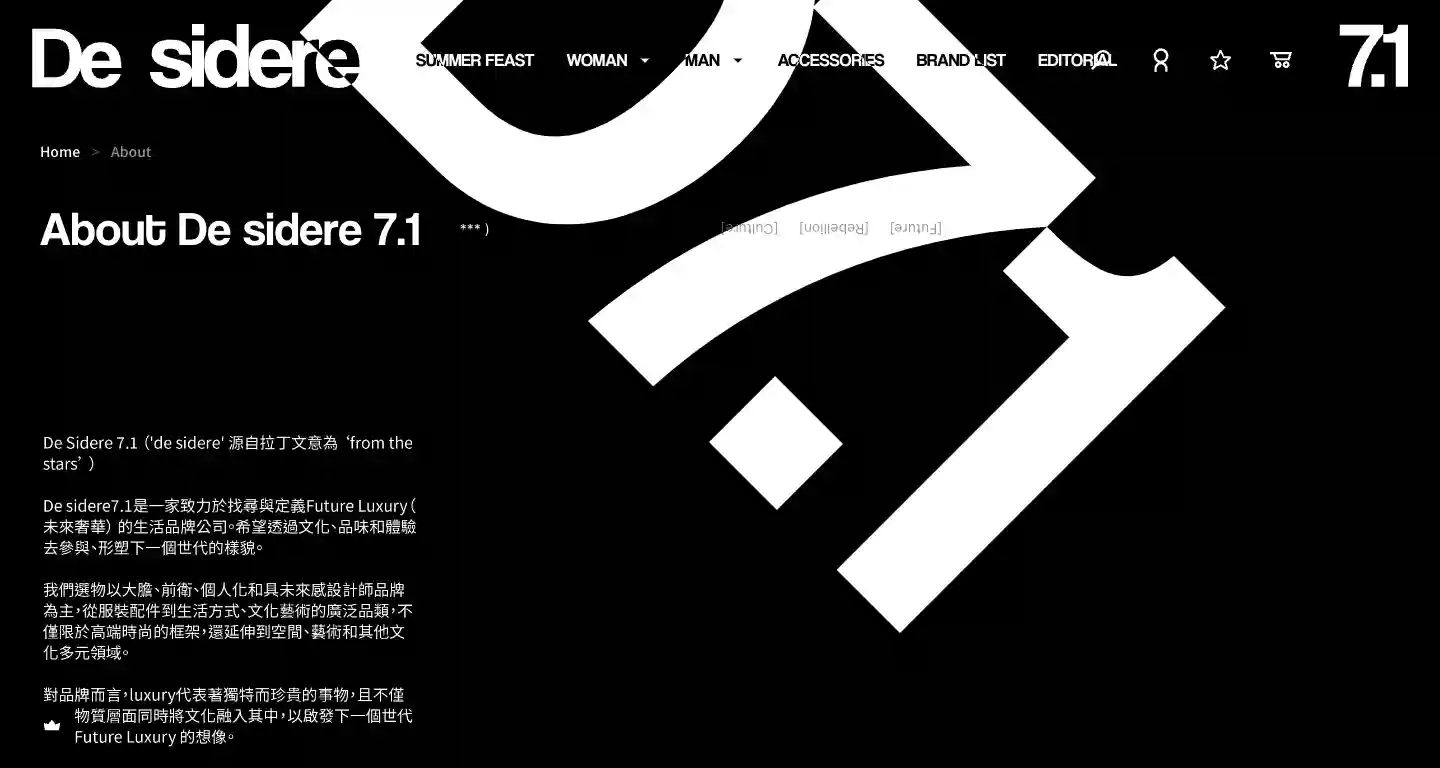 De sidere
SUMMER FEAST WOMAN MAN ACCESSORIES BRAND LIST EDITORIAL
7.1
Home > About
About De sidere 7.1
*** )
[Culture] [Rebellion] [Future]
7.1
De Sidere 7.1（'de sidere' 源自拉丁文意為‘from the
stars’）
De sidere7.1是一家致力於找尋與定義Future Luxury（
未來奢華）的生活品牌公司。希望透過文化、品味和體驗
去參與、形塑下一個世代的樣貌。
我們選物以大膽、前衛、個人化和具未來感設計師品牌
為主，從服裝配件到生活方式、文化藝術的廣泛品類，不
僅限於高端時尚的框架，還延伸到空間、藝術和其他文
化多元領域。
對品牌而言，luxury代表著獨特而珍貴的事物，且不僅
物質層面同時將文化融入其中，以啟發下一個世代
Future Luxury 的想像。